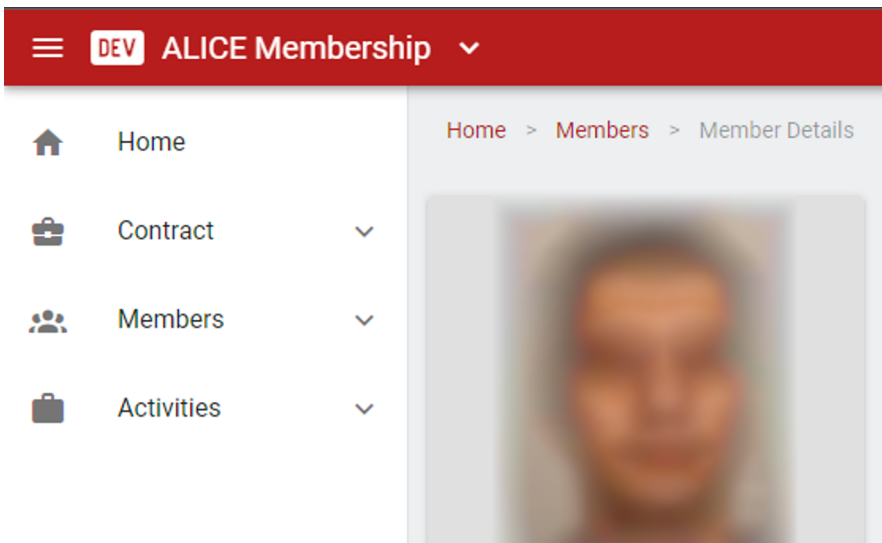 DEV ALICE Membership
Home > Members > Member Details
Home
Contract
Members
Activities